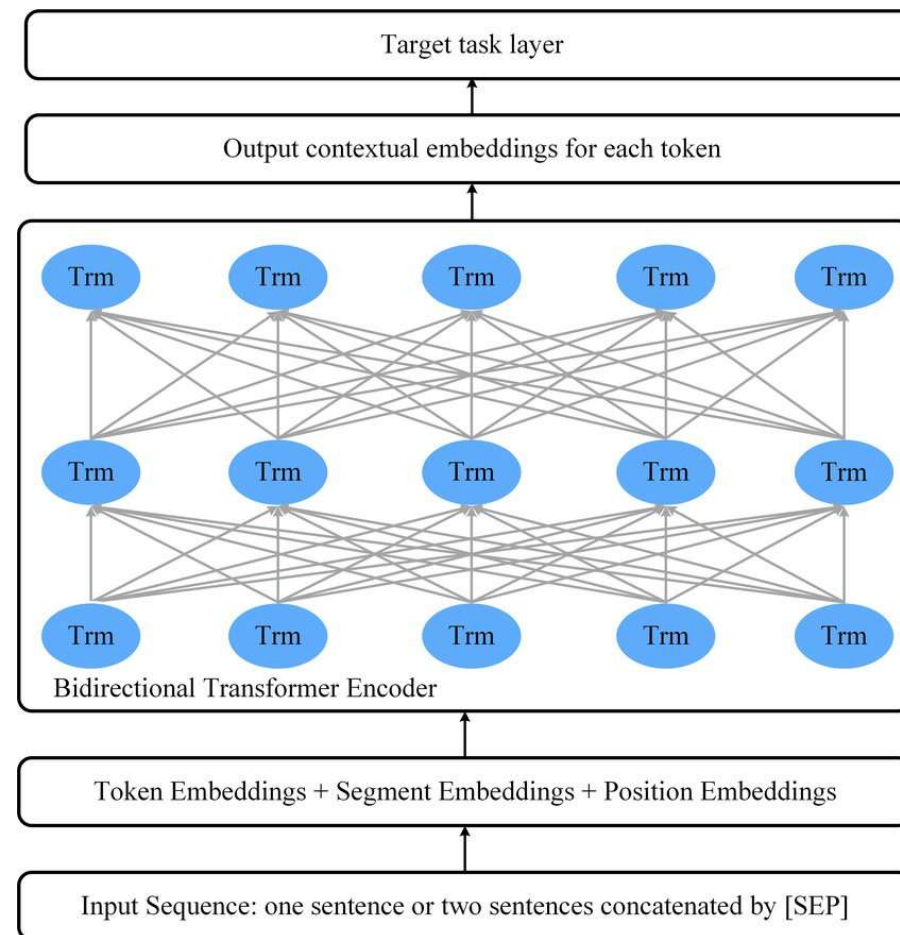 Target task layer
Output contextual embeddings for each token
Trm Trm Trm Trm Trm
Trm Trm Trm Trm Trm
Trm Trm Trm Trm Trm
Bidirectional Transformer Encoder
Token Embeddings + Segment Embeddings + Position Embeddings
Input Sequence: one sentence or two sentences concatenated by [SEP]